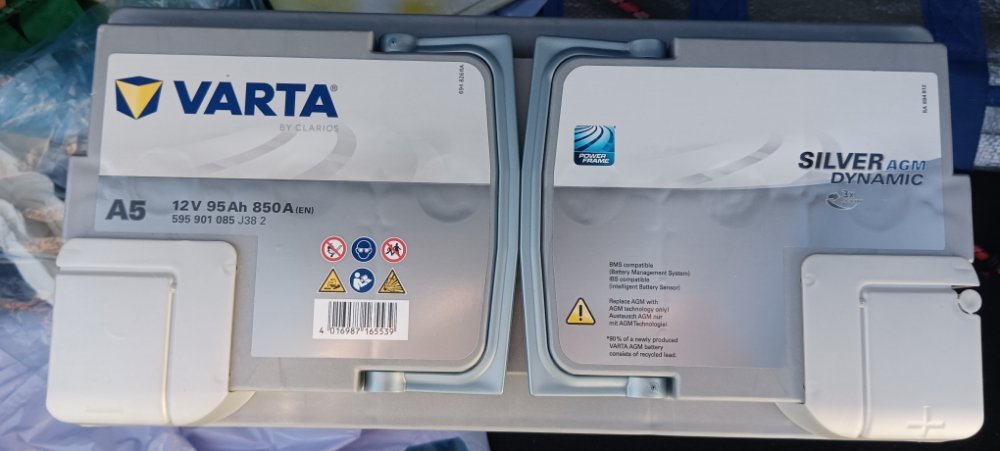 VARTA®
BY CLARIOS
A5
12V 95Ah 850A(EN)
595 901 085 J38 2
4 016987 165539
POWER
FRAME
SILVER AGM
DYNAMIC
3x
BMS compatible
(Battery Management System)
IBS compatible
(Intelligent Battery Sensor)
Replace AGM with
AGM technology only!
Austausch AGM nur
mit AGM Technologie!
*90% of a newly produced
VARTA AGM battery
consists of recycled lead.